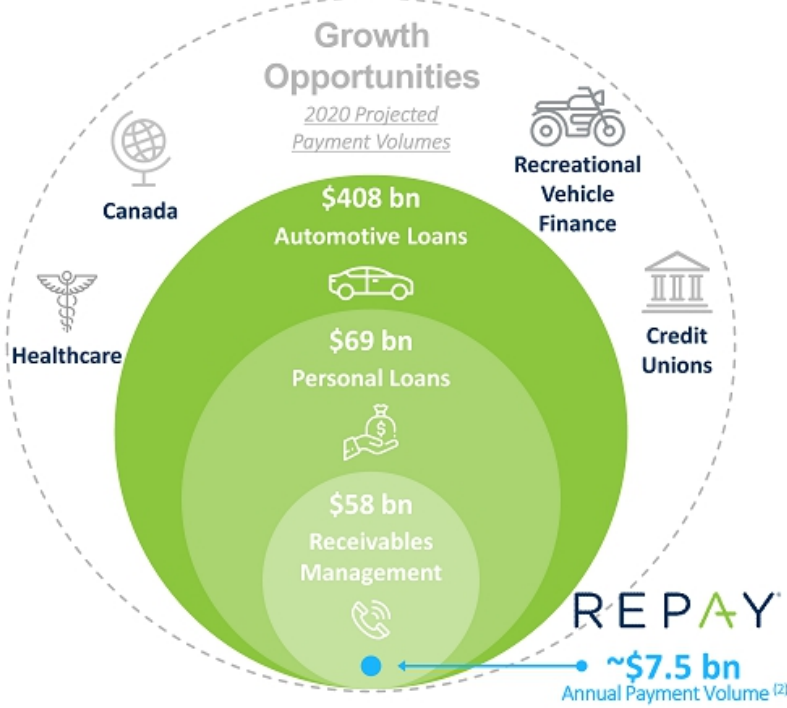 Growth
Opportunities
2020 Projected
Payment Volumes
Canada
Recreational
Vehicle
Finance
Healthcare
Credit
Unions
$408 bn
Automotive Loans
$69 bn
Personal Loans
$
$58 bn
Receivables
Management
REPAY
~$7.5 bn
Annual Payment Volume (2)